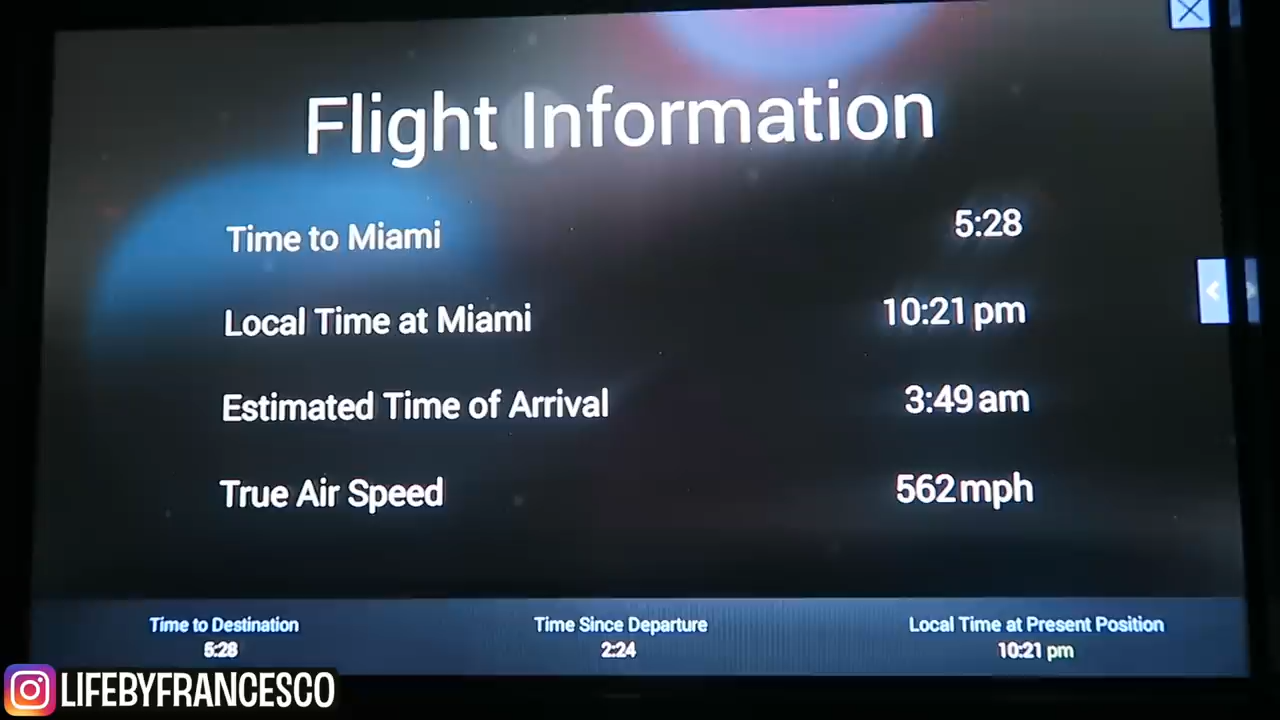 Flight Information
Time to Miami 5:28
Local Time at Miami 10:21 pm
Estimated Time of Arrival 3:49 am
True Air Speed 562 mph
Time to Destination Time Since Departure Local Time at Present Position
5:28 2:24 10:21 pm
LIFEBYFRANCESCO